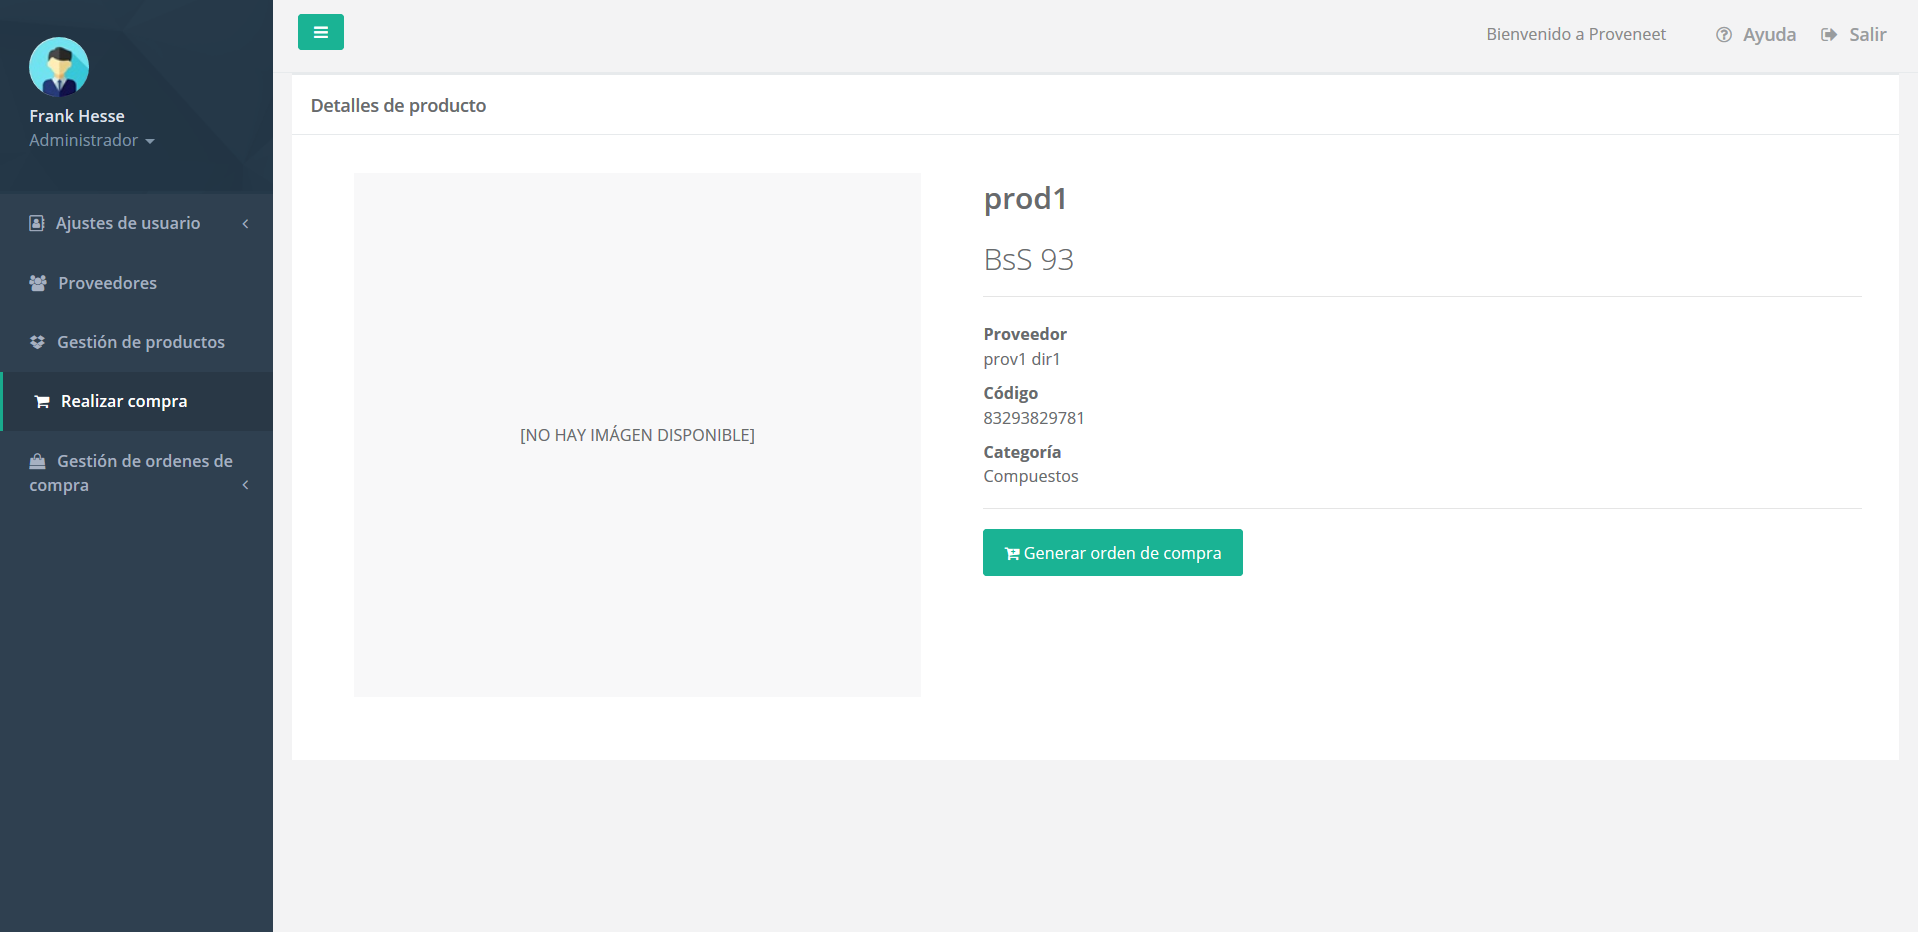 Frank Hesse
Administrador
Ajustes de usuario
Proveedores
Gestión de productos
Realizar compra
Gestión de ordenes de
compra
Bienvenido a Proveneet
Ayuda
Salir
Detalles de producto
[NO HAY IMÁGEN DISPONIBLE]
prod1
BsS 93
Proveedor
prov1 dir1
Código
83293829781
Categoría
Compuestos
Generar orden de compra